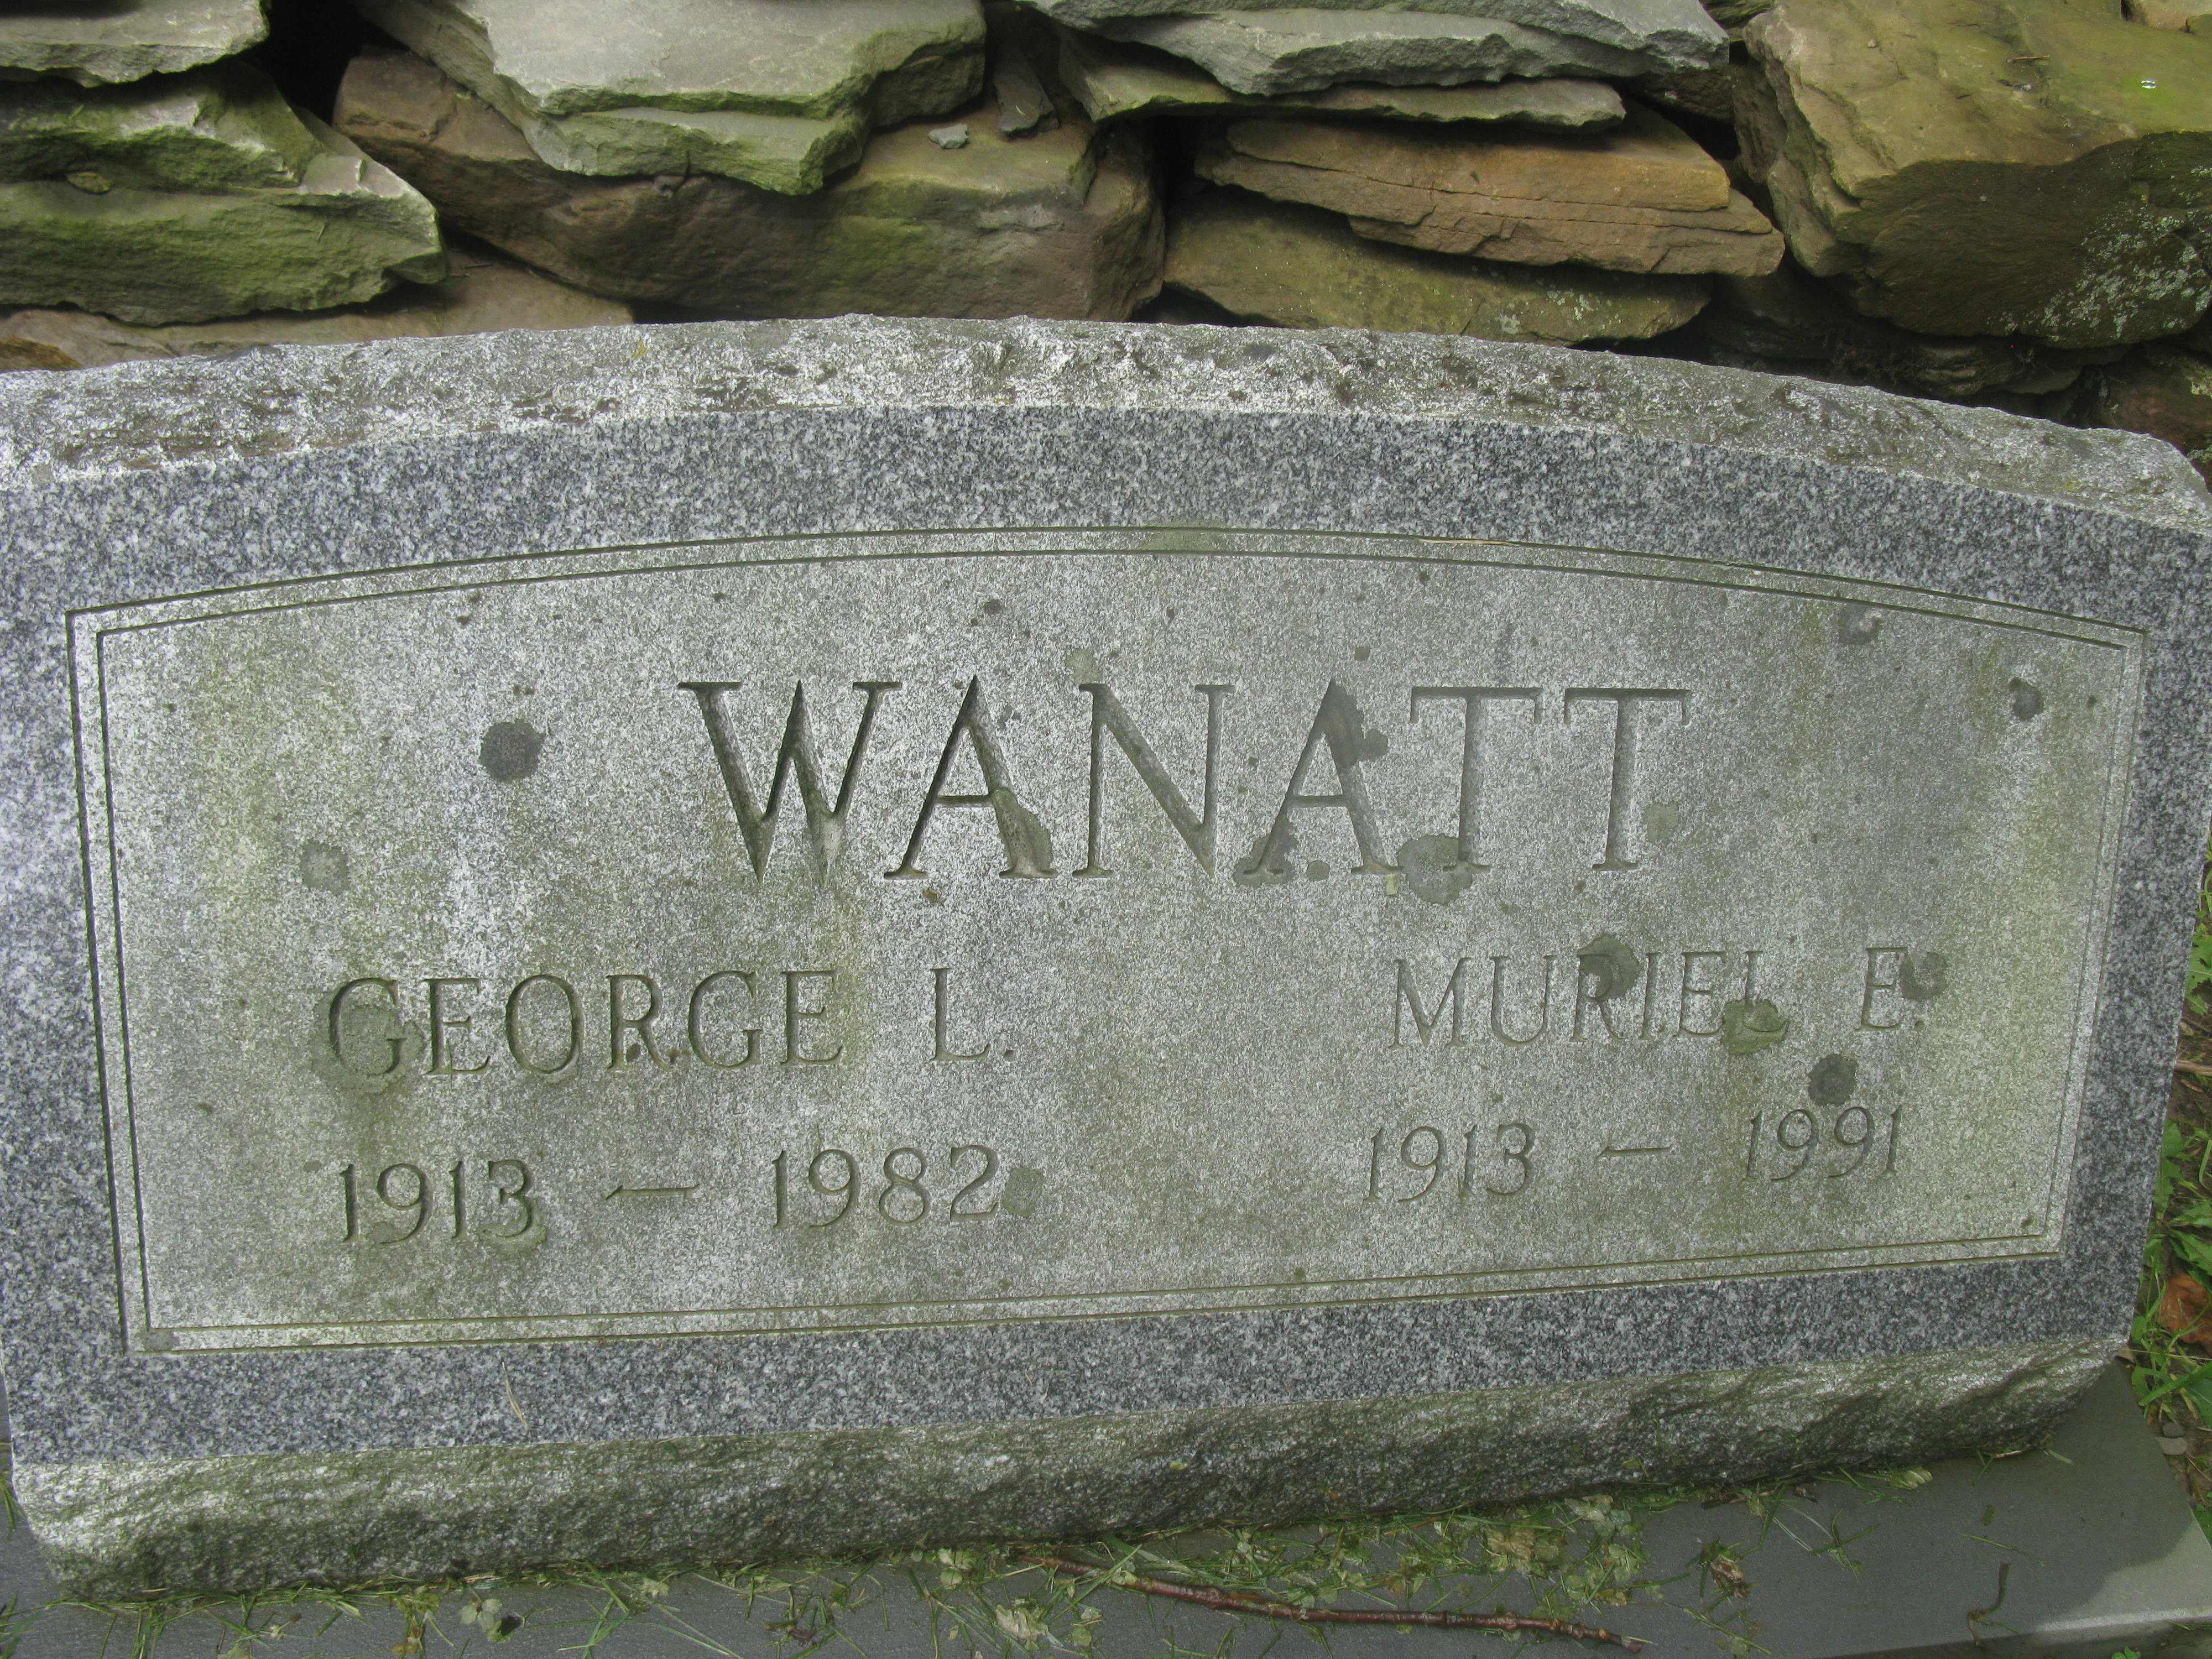 WANATT
GEORGE L. MURIEL E.
1913 — 1982 1913 — 1991